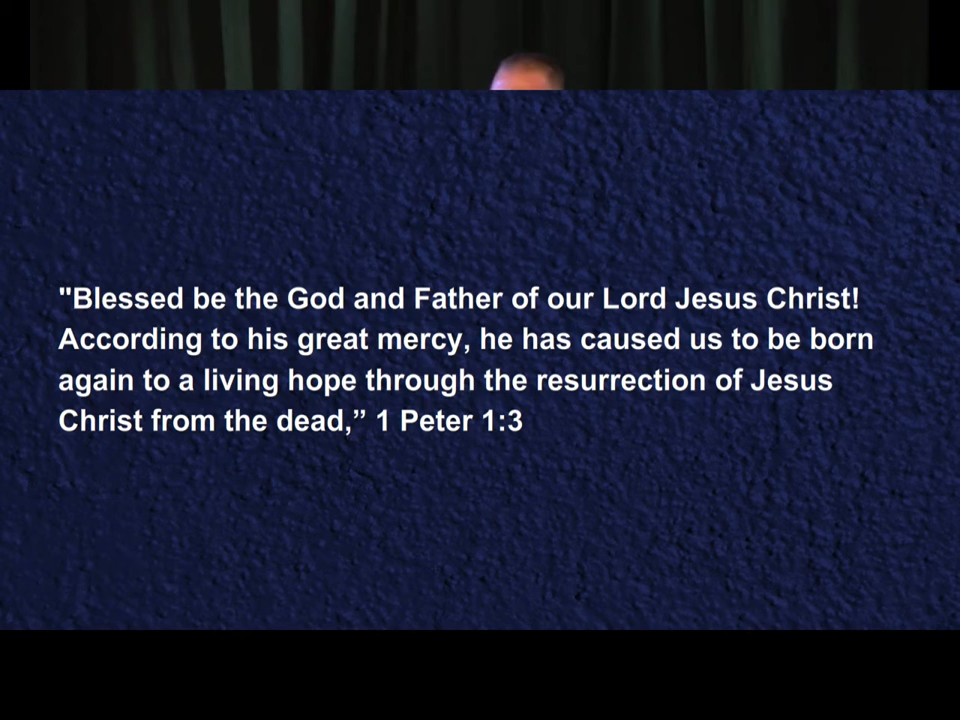 "Blessed be the God and Father of our Lord Jesus Christ!
According to his great mercy, he has caused us to be born
again to a living hope through the resurrection of Jesus
Christ from the dead,” 1 Peter 1:3